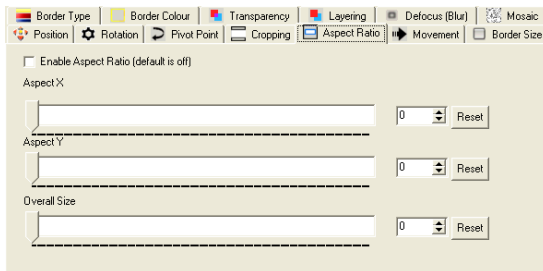 Border Type Border Colour Transparency Layering Defocus (Blur) Mosaic
Position Rotation Pivot Point Cropping Aspect Ratio Movement Border Size
Enable Aspect Ratio (default is off)
Aspect X
0 Reset
Aspect Y
0 Reset
Overall Size
0 Reset